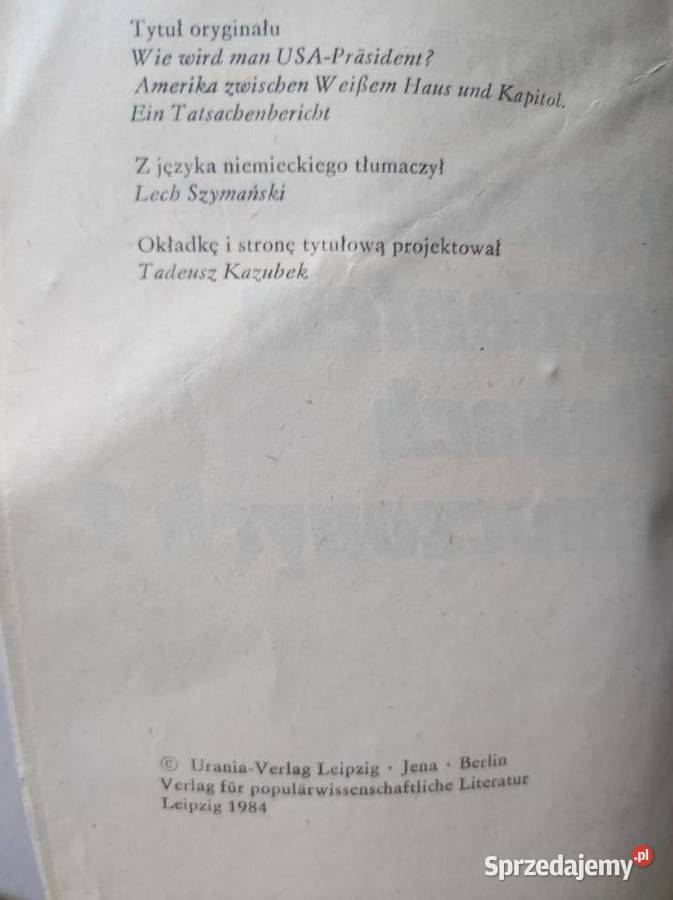 Tytuł oryginału
Wie wird man USA-Präsident?
Amerika zwischen Weißem Haus und Kapitol.
Ein Tatsachenbericht
Z języka niemieckiego tłumaczył
Lech Szymański
Okładkę i stronę tytułową projektował
Tadeusz Kazubek
© Urania-Verlag Leipzig · Jena · Berlin
Verlag für populärwissenschaftliche Literatur
Leipzig 1984
Sprzedajemy.pl